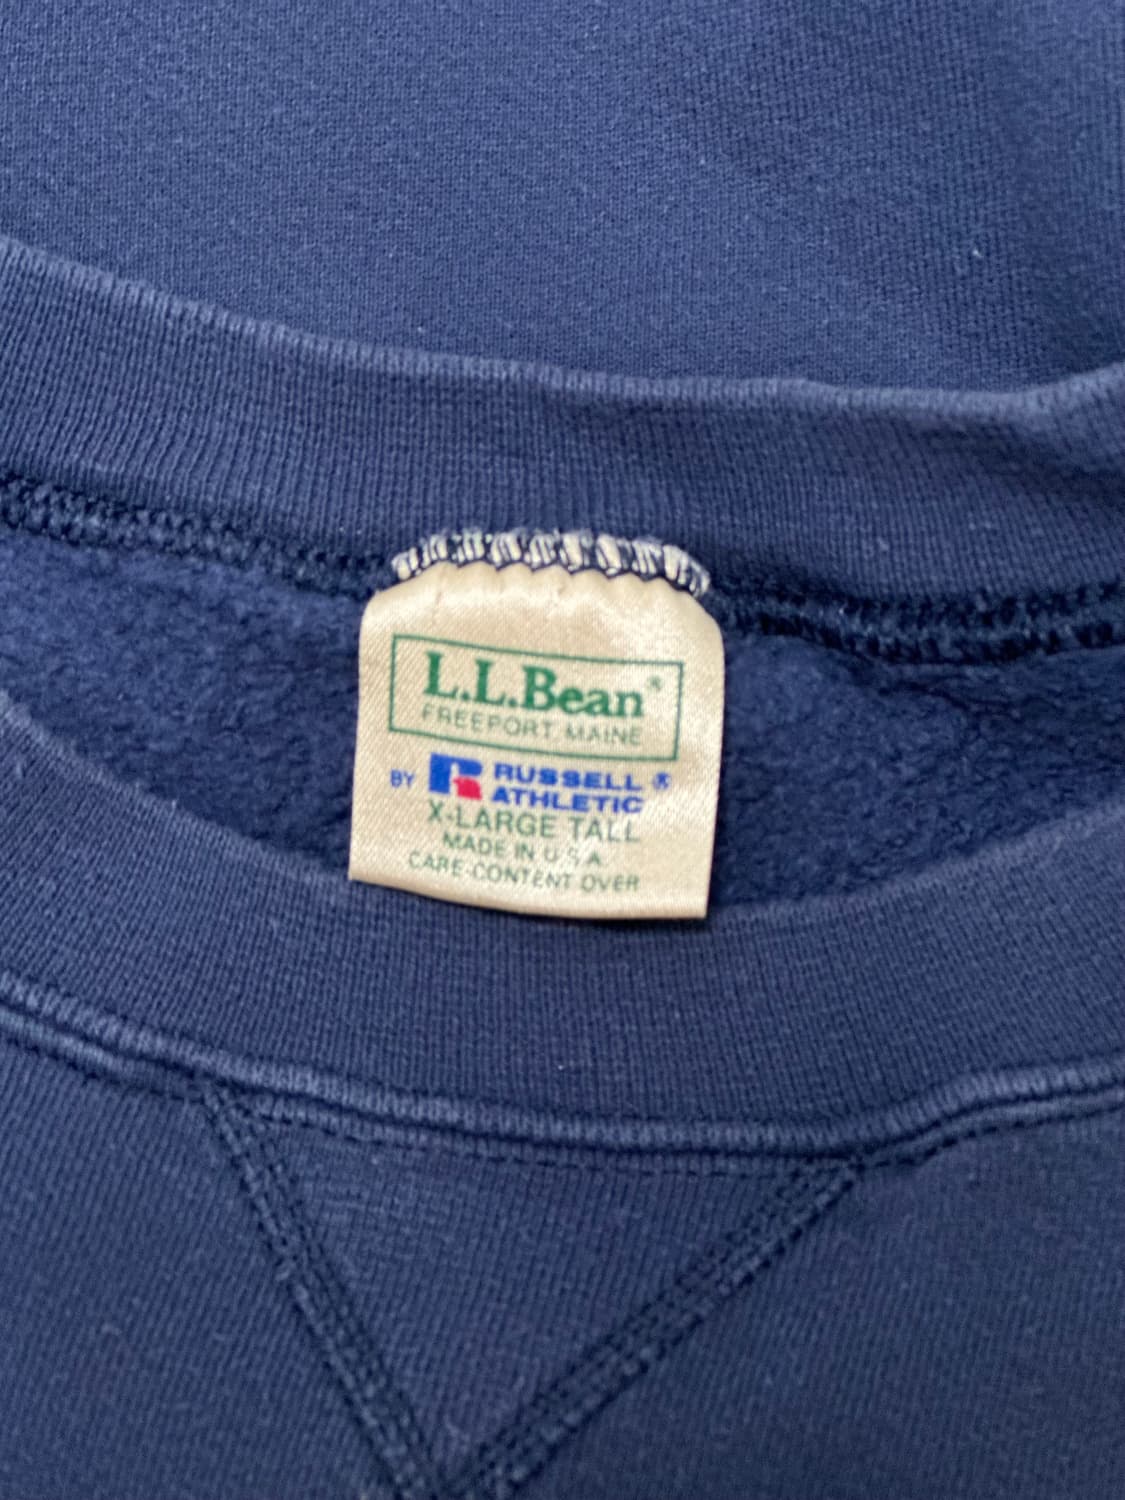 L.L.Bean®
FREEPORT MAINE
BY RUSSELL ®
ATHLETIC
X-LARGE TALL
MADE IN U.S.A.
CARE-CONTENT OVER